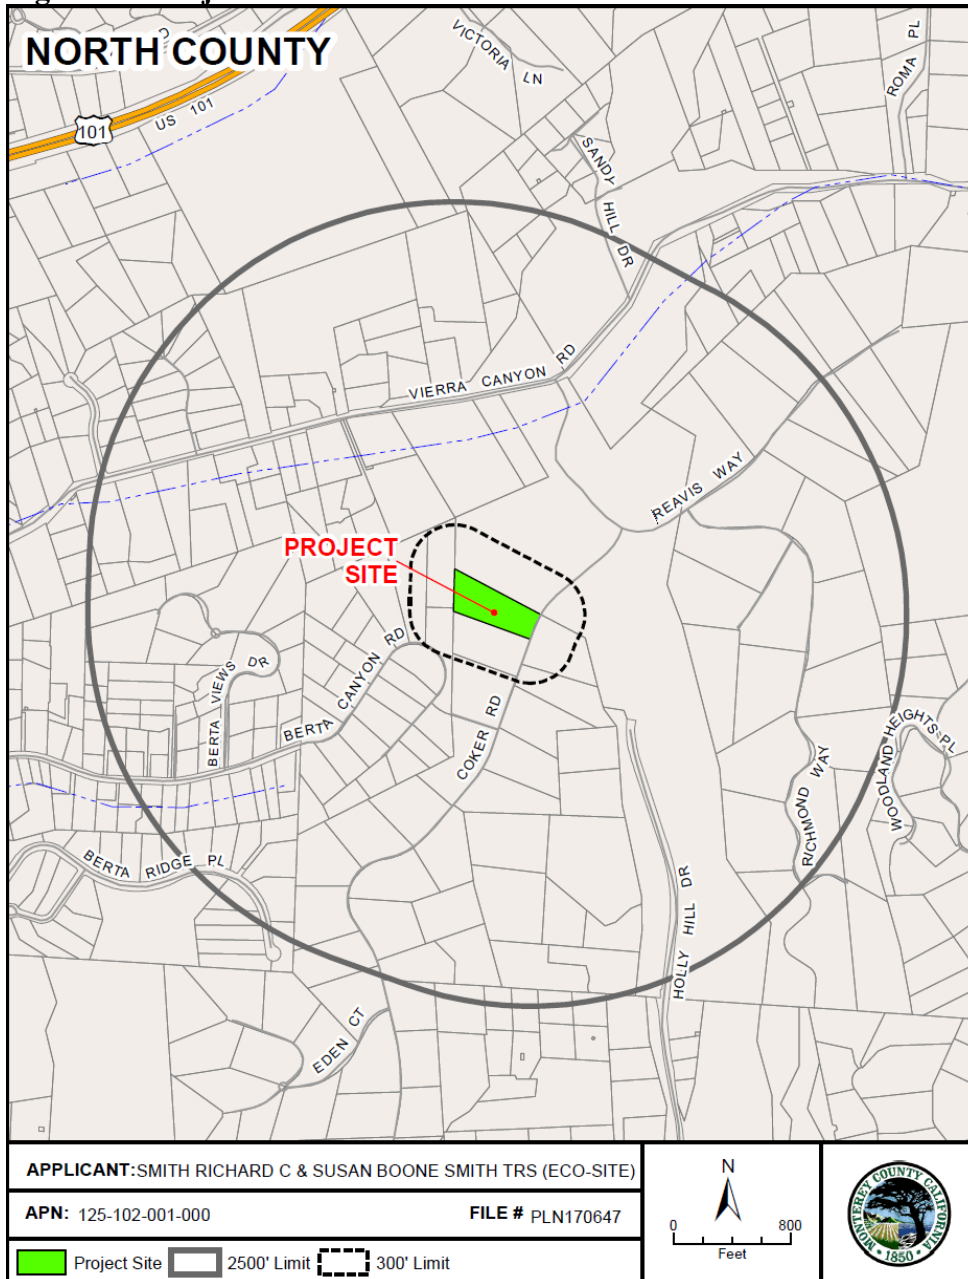 NORTH COUNTY
101
US 101
VICTORIA LN
ROMA PL
SANDY HILL DR
VIERRA CANYON RD
REAVIS WAY
PROJECT
SITE
BERTA VIEWS DR
BERTA CANYON RD
COKER RD
WOODLAND HEIGHTS PL
RICHMOND WAY
BERTA RIDGE PL
HOLLY HILL DR
EDEN CT
APPLICANT: SMITH RICHARD C & SUSAN BOONE SMITH TRS (ECO-SITE)
APN: 125-102-001-000 FILE # PLN170647
Project Site 2500' Limit 300' Limit
N
0 800
Feet
MONTEREY COUNTY CALIFORNIA
1850